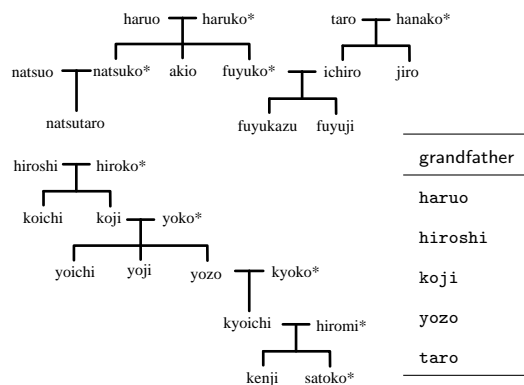 haruo haruko* taro hanako*
natsuo natsuko* akio fuyuko* ichiro jiro
natsutaro fuyukazu fuyuji
hiroshi hiroko*
koichi koji yoko*
yoichi yoji yozo kyoko*
kyoichi hiromi*
kenji satoko*
grandfather
haruo
hiroshi
koji
yozo
taro